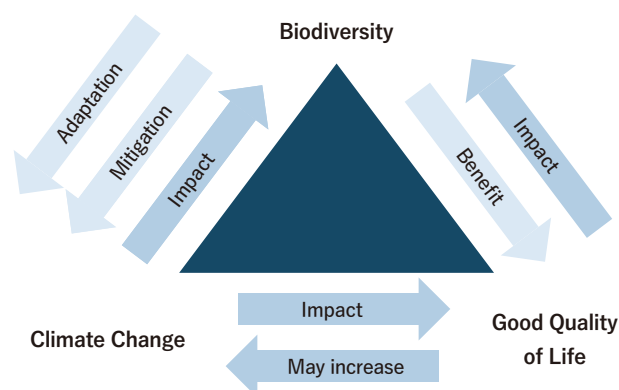 Biodiversity
Adaptation
Mitigation
Impact
Benefit
Impact
Climate Change
Impact
May increase
Good Quality
of Life